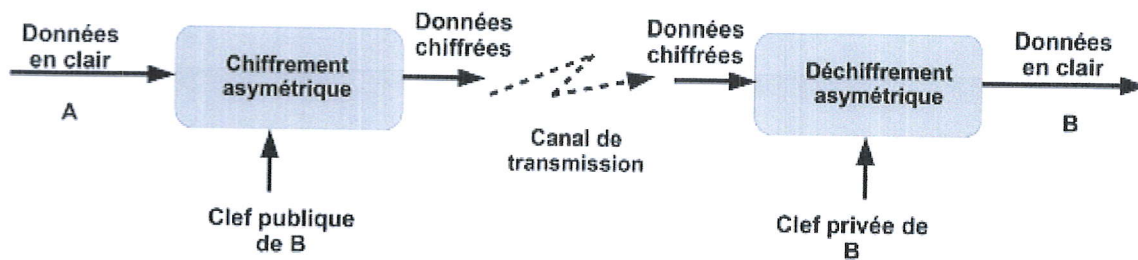 Données
en clair
A
Chiffrement
asymétrique
Clef publique
de B
Données
chiffrées
Canal de
transmission
Données
chiffrées
Déchiffrement
asymétrique
Clef privée de
B
Données
en clair
B